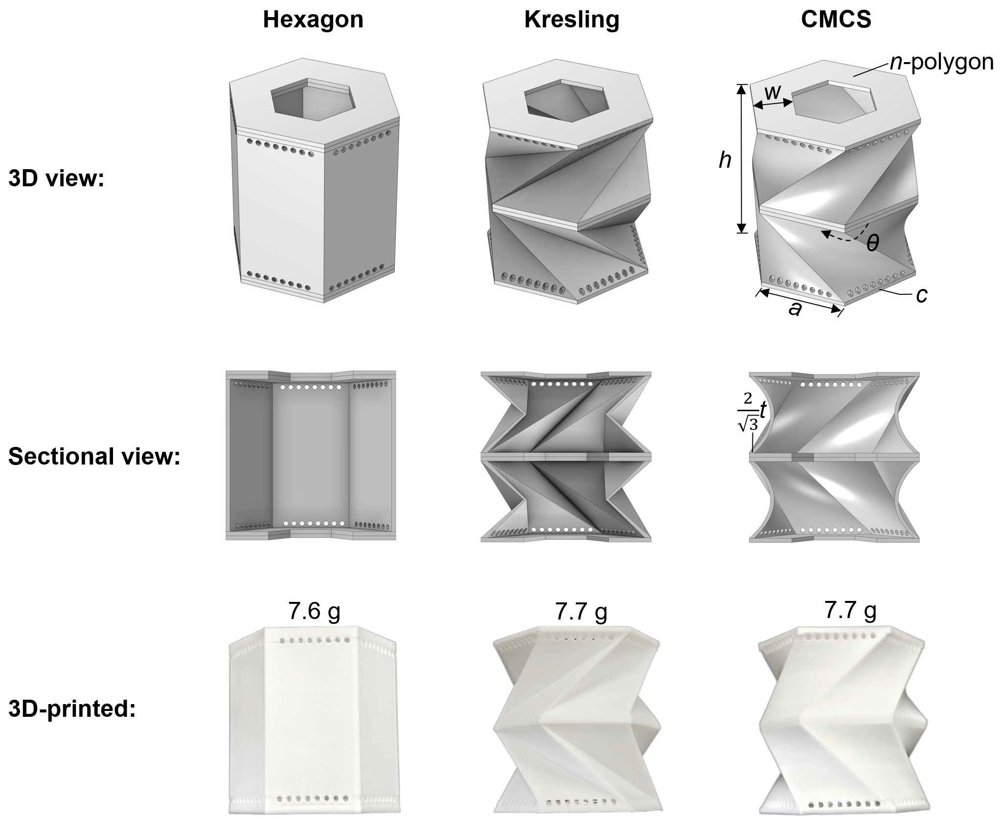 Hexagon
Kresling
CMCS
n-polygon
w
h
3D view:
θ
c
a
2
/√3 t
Sectional view:
7.6 g
7.7 g
7.7 g
3D-printed: